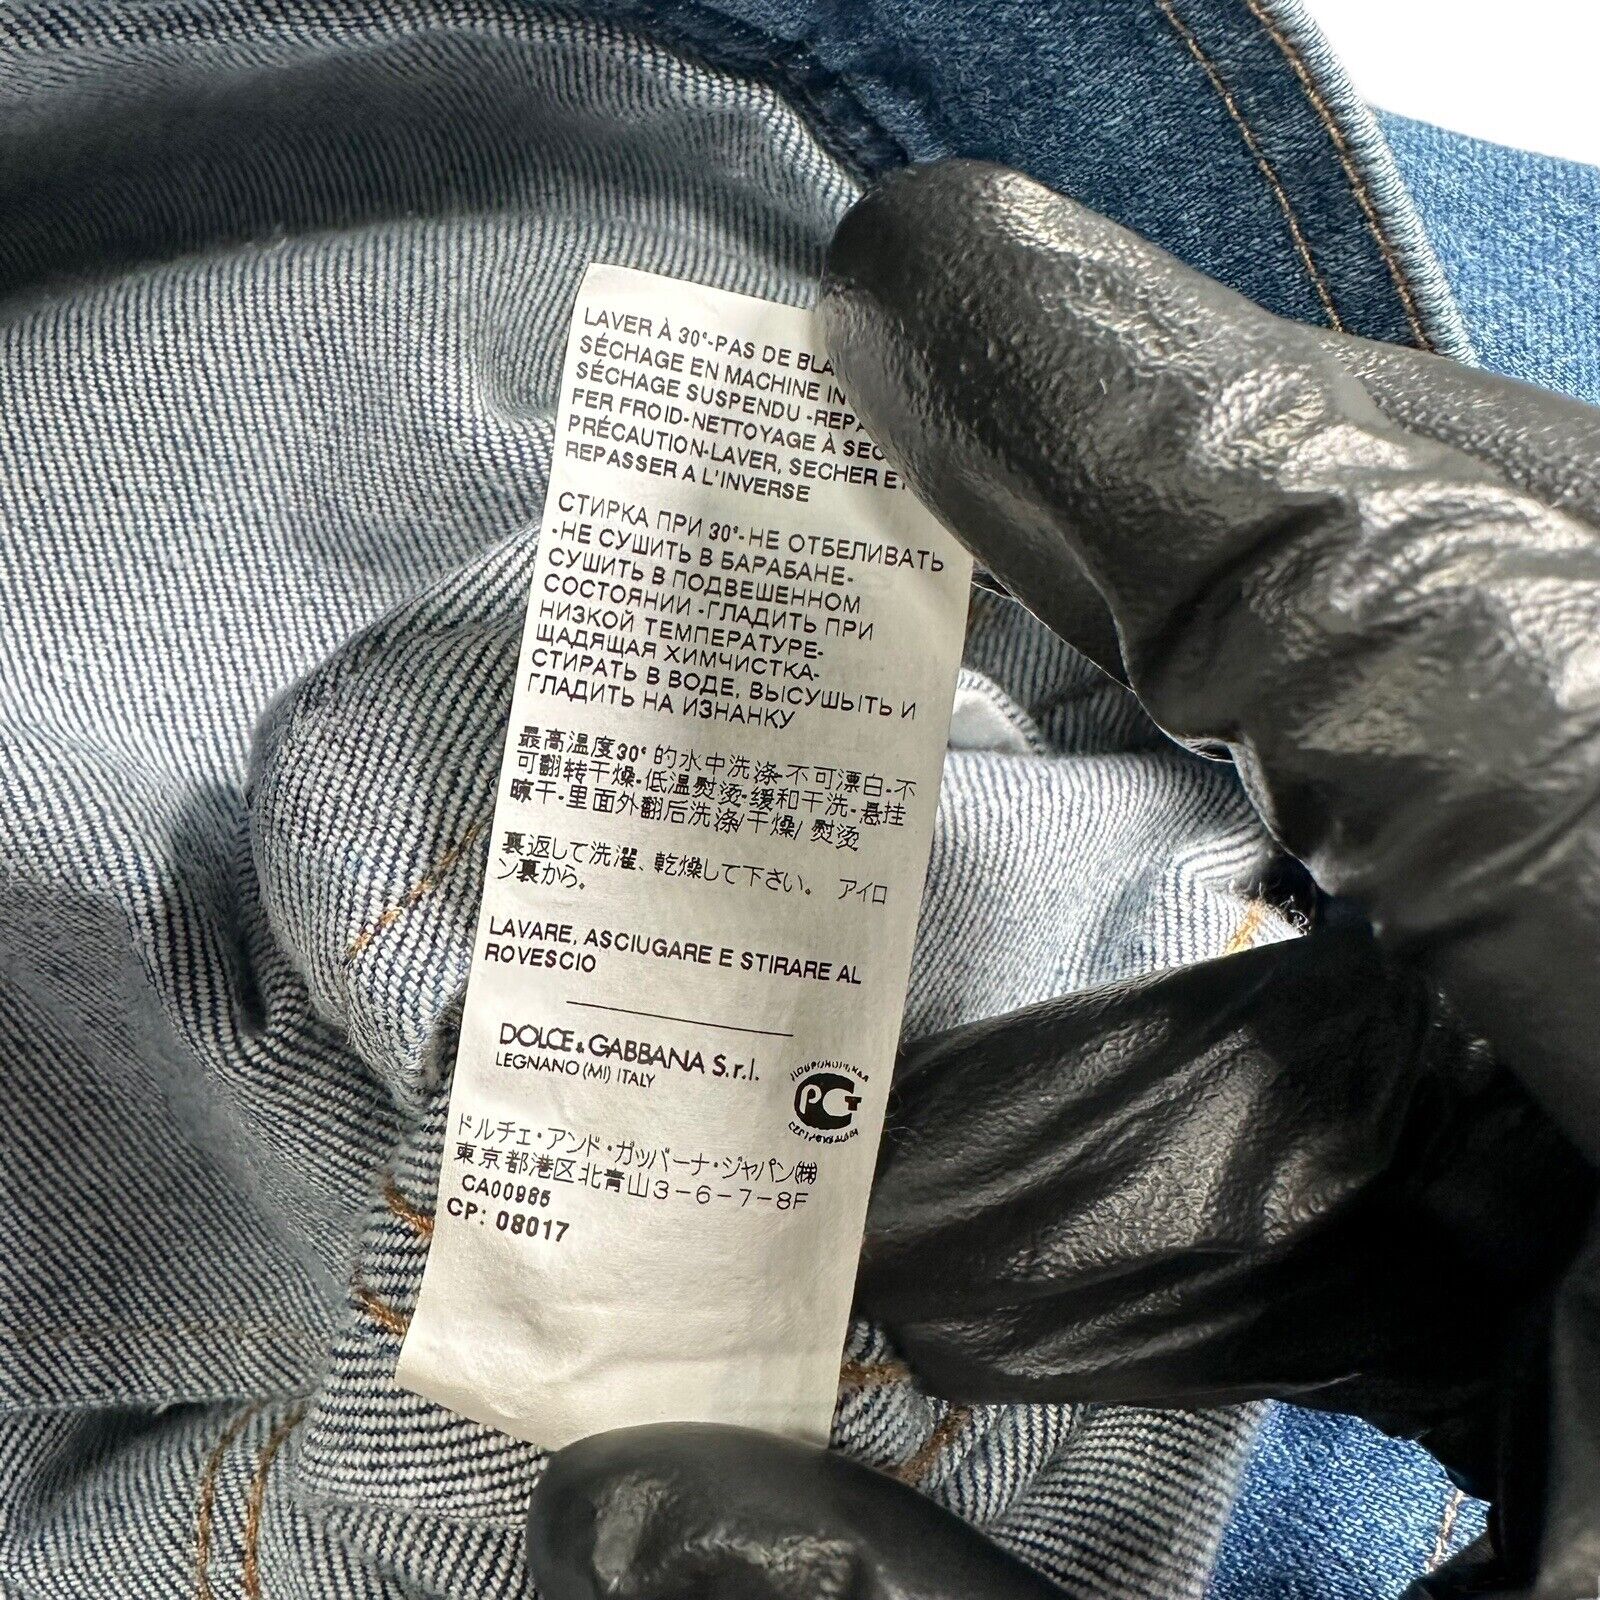 LAVER À 30°-PAS DE
SÉCHAGE EN MACHINE
SÉCHAGE SUSPENDU -
FER FROID-NETTOYAGE À
PRÉCAUTION-LAVER, SECHER ET
REPASSER A L'INVERSE
СТИРКА ПРИ 30°-НЕ ОТБЕЛИВАТЬ
-НЕ СУШИТЬ В БАРАБАНЕ-
СУШИТЬ В ПОДВЕШЕННОМ
СОСТОЯНИИ -ГЛАДИТЬ ПРИ
НИЗКОЙ ТЕМПЕРАТУРЕ-
ЩАДЯЩАЯ ХИМЧИСТКА-
СТИРАТЬ В ВОДЕ, ВЫСУШЫТЬ И
ГЛАДИТЬ НА ИЗНАНКУ
最高温度30°的水中洗涤-不可漂白-不
可翻转干燥-低温熨烫-缓和干洗-悬挂
晾干-里面外翻后洗涤/干燥/ 熨烫
裏返して洗濯、乾燥して下さい。 アイロ
ン裏から。
LAVARE, ASCIUGARE E STIRARE AL
ROVESCIO
DOLCE & GABBANA S.r.l.
LEGNANO (MI) ITALY
РСТ
ドルチェ・アンド・ガッバーナ・ジャパン㈱
東京都港区北青山3-6-7-8F
CA00985
CP: 08017